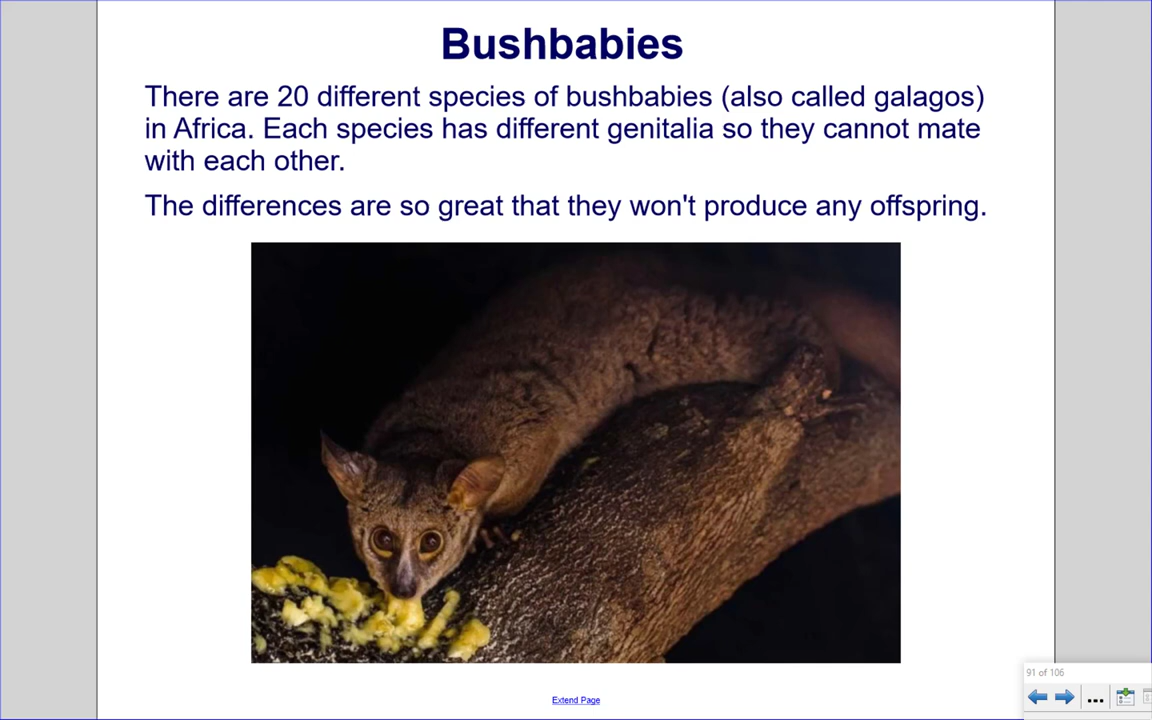 Bushbabies
There are 20 different species of bushbabies (also called galagos)
in Africa. Each species has different genitalia so they cannot mate
with each other.
The differences are so great that they won't produce any offspring.
91 of 106
...
Extend Page